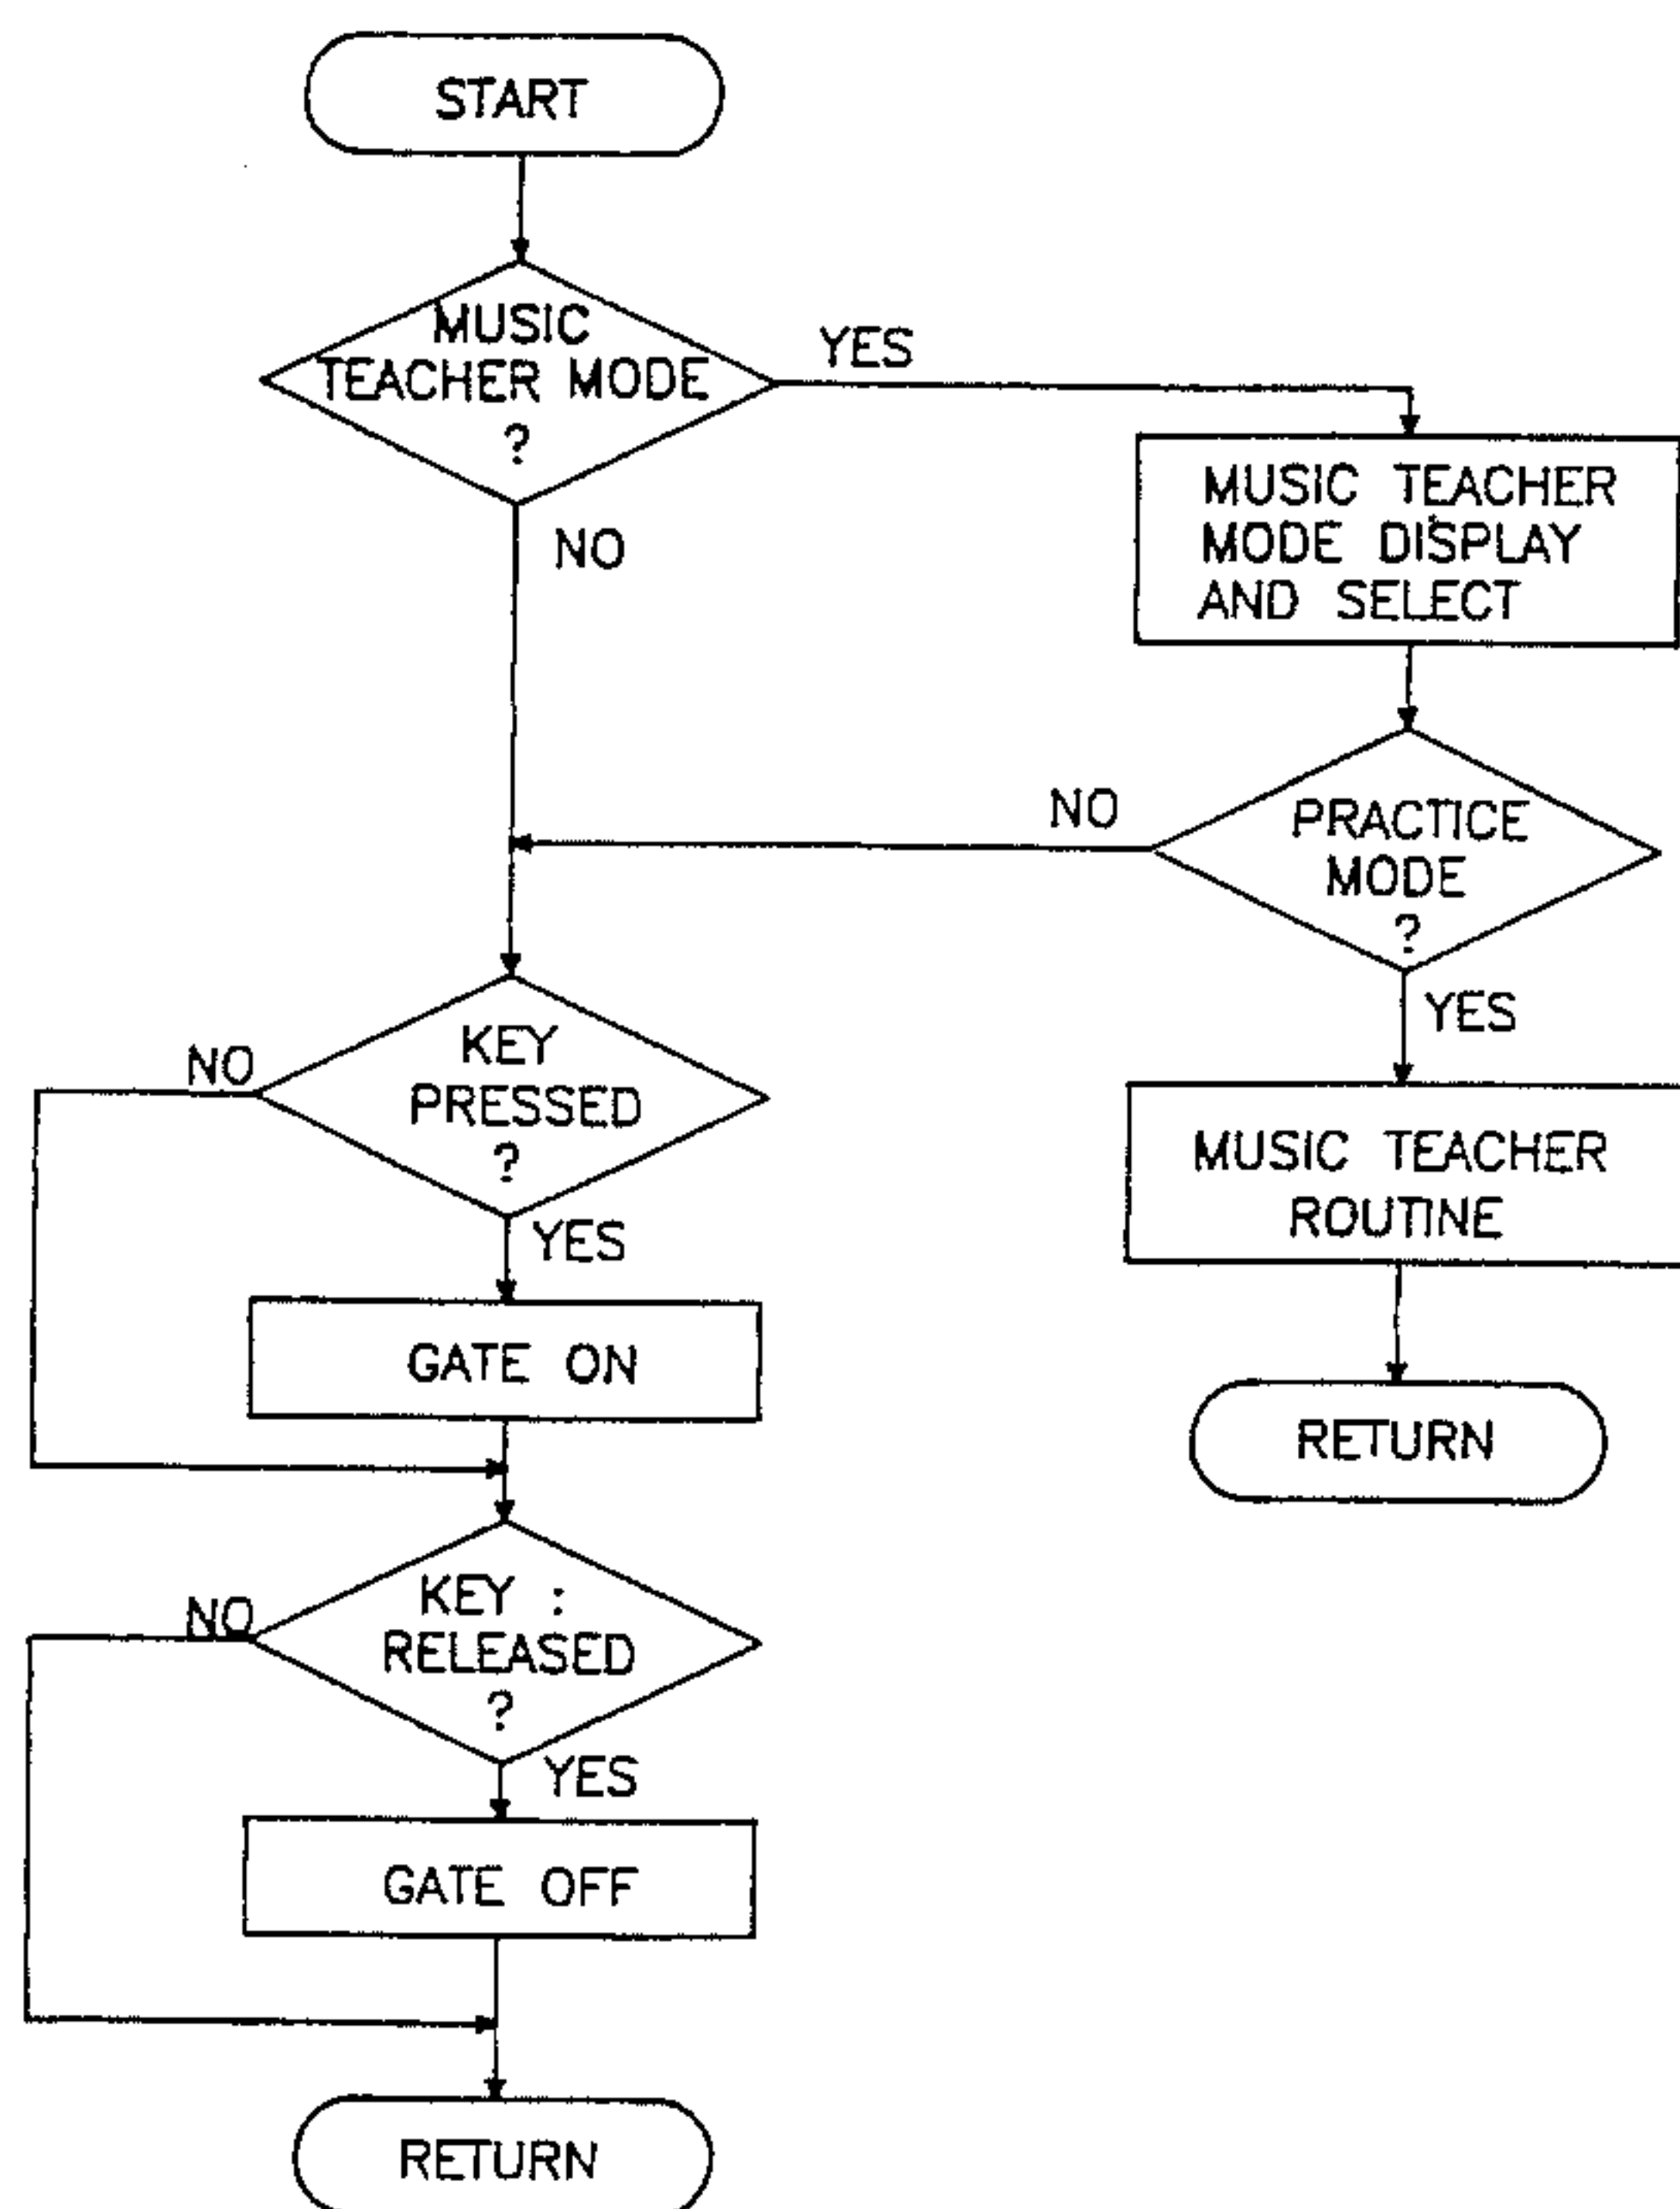 START
MUSIC
TEACHER MODE
?
YES
NO
MUSIC TEACHER
MODE DISPLAY
AND SELECT
PRACTICE
MODE
?
NO
YES
MUSIC TEACHER
ROUTINE
RETURN
KEY
PRESSED
?
NO
YES
GATE ON
KEY :
RELEASED
?
NO
YES
GATE OFF
RETURN